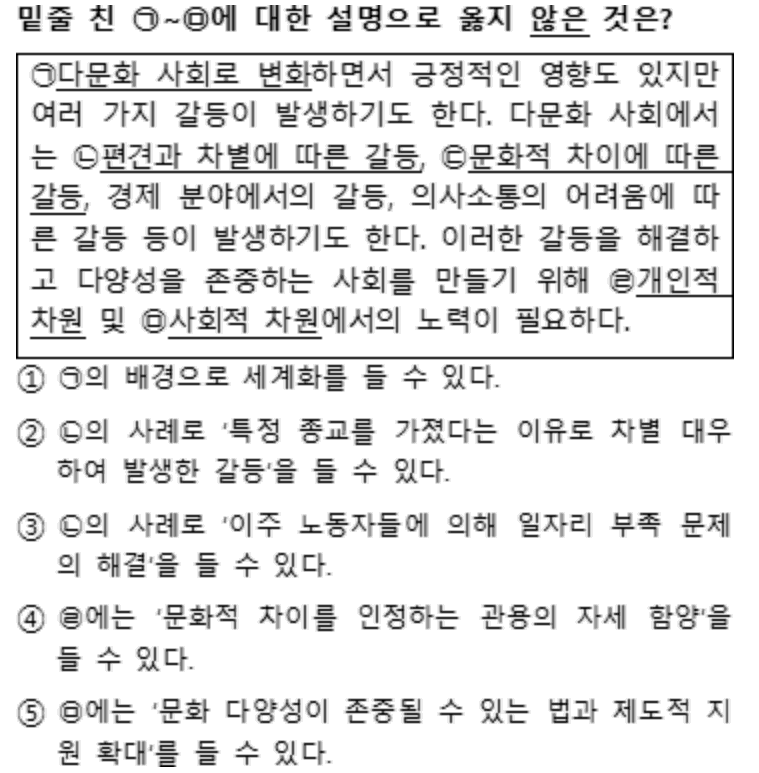 밑줄 친 ㉠~㉤에 대한 설명으로 옳지 않은 것은?
㉠다문화 사회로 변화하면서 긍정적인 영향도 있지만
여러 가지 갈등이 발생하기도 한다. 다문화 사회에서
는 ㉡편견과 차별에 따른 갈등, ㉢문화적 차이에 따른
갈등, 경제 분야에서의 갈등, 의사소통의 어려움에 따
른 갈등 등이 발생하기도 한다. 이러한 갈등을 해결하
고 다양성을 존중하는 사회를 만들기 위해 ㉣개인적
차원 및 ㉤사회적 차원에서의 노력이 필요하다.
① ㉠의 배경으로 세계화를 들 수 있다.
② ㉡의 사례로 '특정 종교를 가졌다는 이유로 차별 대우
하여 발생한 갈등'을 들 수 있다.
③ ㉡의 사례로 '이주 노동자들에 의해 일자리 부족 문제
의 해결'을 들 수 있다.
④ ㉣에는 '문화적 차이를 인정하는 관용의 자세 함양'을
들 수 있다.
⑤ ㉤에는 '문화 다양성이 존중될 수 있는 법과 제도적 지
원 확대'를 들 수 있다.